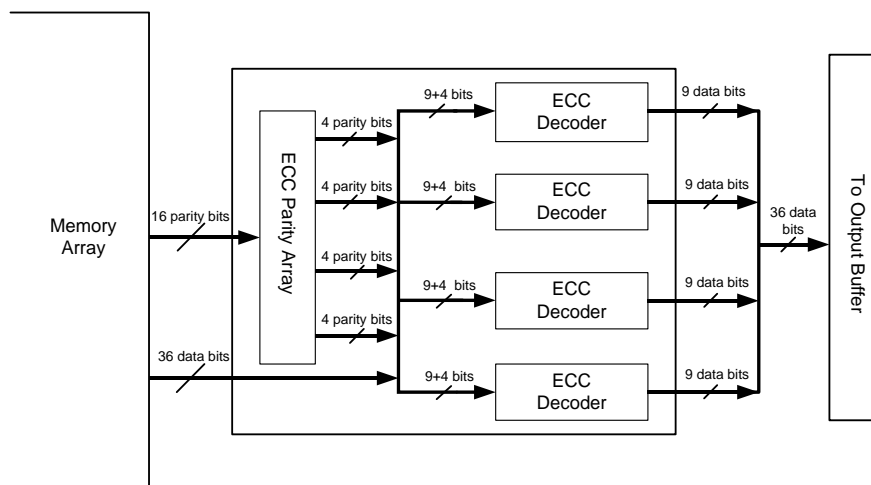 Memory
Array
16 parity bits
36 data bits
ECC Parity Array
4 parity bits
4 parity bits
4 parity bits
4 parity bits
9+4 bits
9+4 bits
9+4 bits
9+4 bits
ECC
Decoder
ECC
Decoder
ECC
Decoder
ECC
Decoder
9 data bits
9 data bits
9 data bits
9 data bits
36 data
bits
To Output Buffer